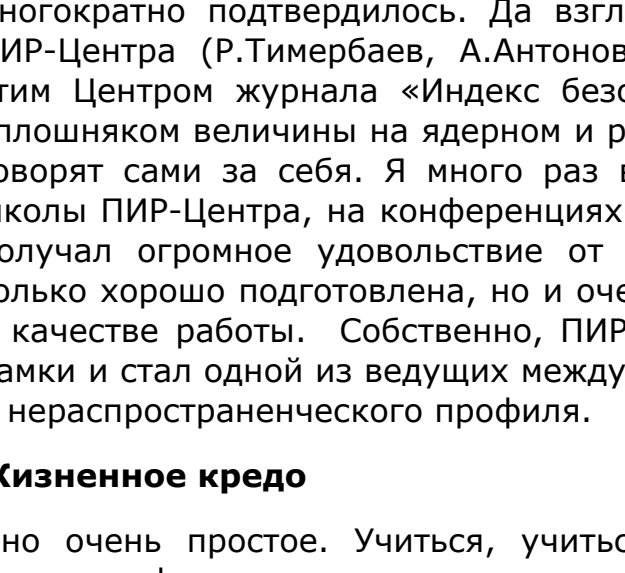 ногократно подтвердилось. Да взгл
ИР-Центра (Р.Тимербаев, А.Антонов
тим Центром журнала «Индекс безо
плошняком величины на ядерном и р
оворят сами за себя. Я много раз в
колы ПИР-Центра, на конференциях
олучал огромное удовольствие от
олько хорошо подготовлена, но и оче
качестве работы. Собственно, ПИР
амки и стал одной из ведущих между
нераспространенческого профиля.
Жизненное кредо
но очень простое. Учиться, учитьс